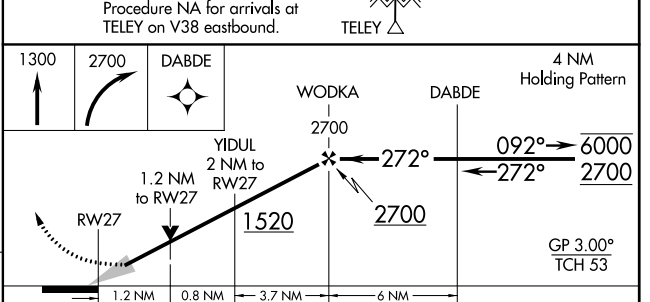 Procedure NA for arrivals at
TELEY on V38 eastbound.
TELEY
1300
2700
DABDE
4 NM
Holding Pattern
WODKA
DABDE
2700
YIDUL
2 NM to
RW27
1.2 NM
to RW27
RW27
272°
092°
272°
6000
2700
1520
2700
GP 3.00°
TCH 53
1.2 NM
0.8 NM
3.7 NM
6 NM